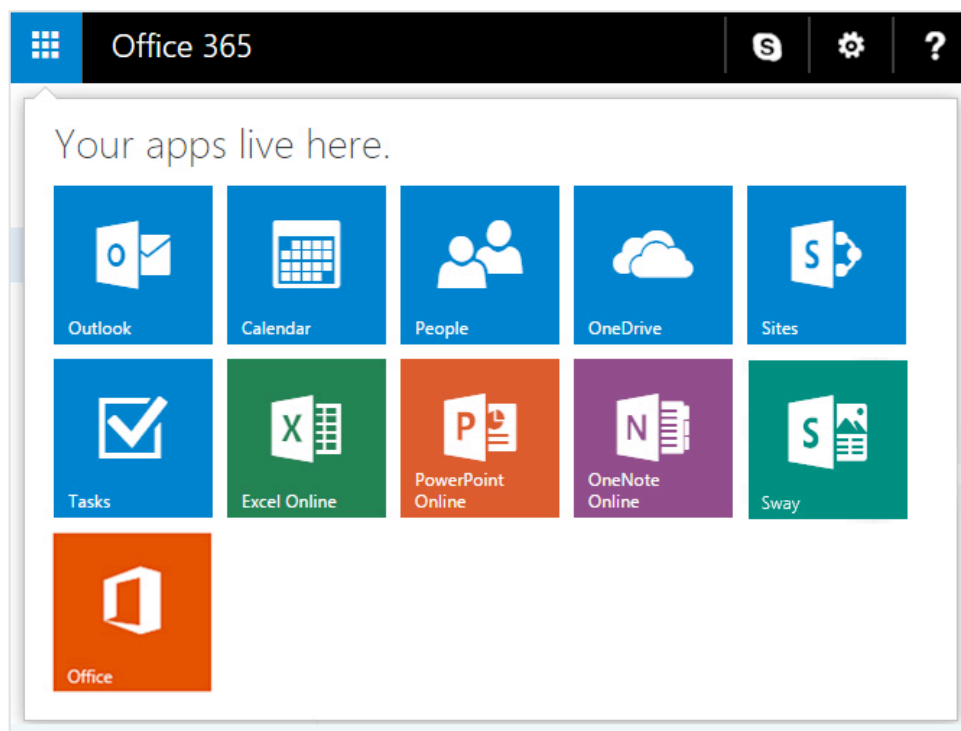 Office 365
?
Your apps live here.
O
Outlook
Calendar
People
OneDrive
S
Sites
Tasks
X
Excel Online
P
PowerPoint
Online
N
OneNote
Online
S
Sway
Office